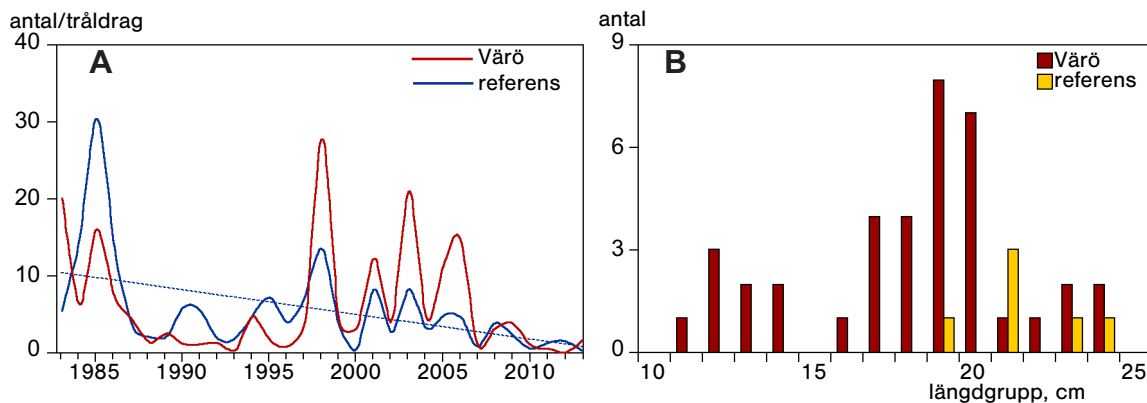 antal/tråldrag
40
30
20
10
0
A
Värö
referens
1985 1990 1995 2000 2005 2010
antal
9
6
3
0
B
Värö
referens
10 15 20 25
längdgrupp, cm